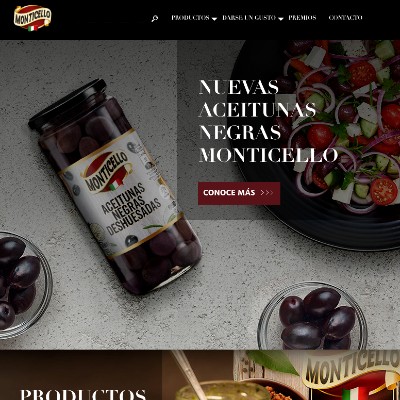 MONTICELLO
PRODUCTOS
DARSE UN GUSTO
PREMIOS
CONTACTO
NUEVAS
ACEITUNAS
NEGRAS
MONTICELLO
CONOCE MÁS >>>
MONTICELLO
ACEITUNAS
NEGRAS
DESHUESADAS
MONTICELLO
PRODUCTOS